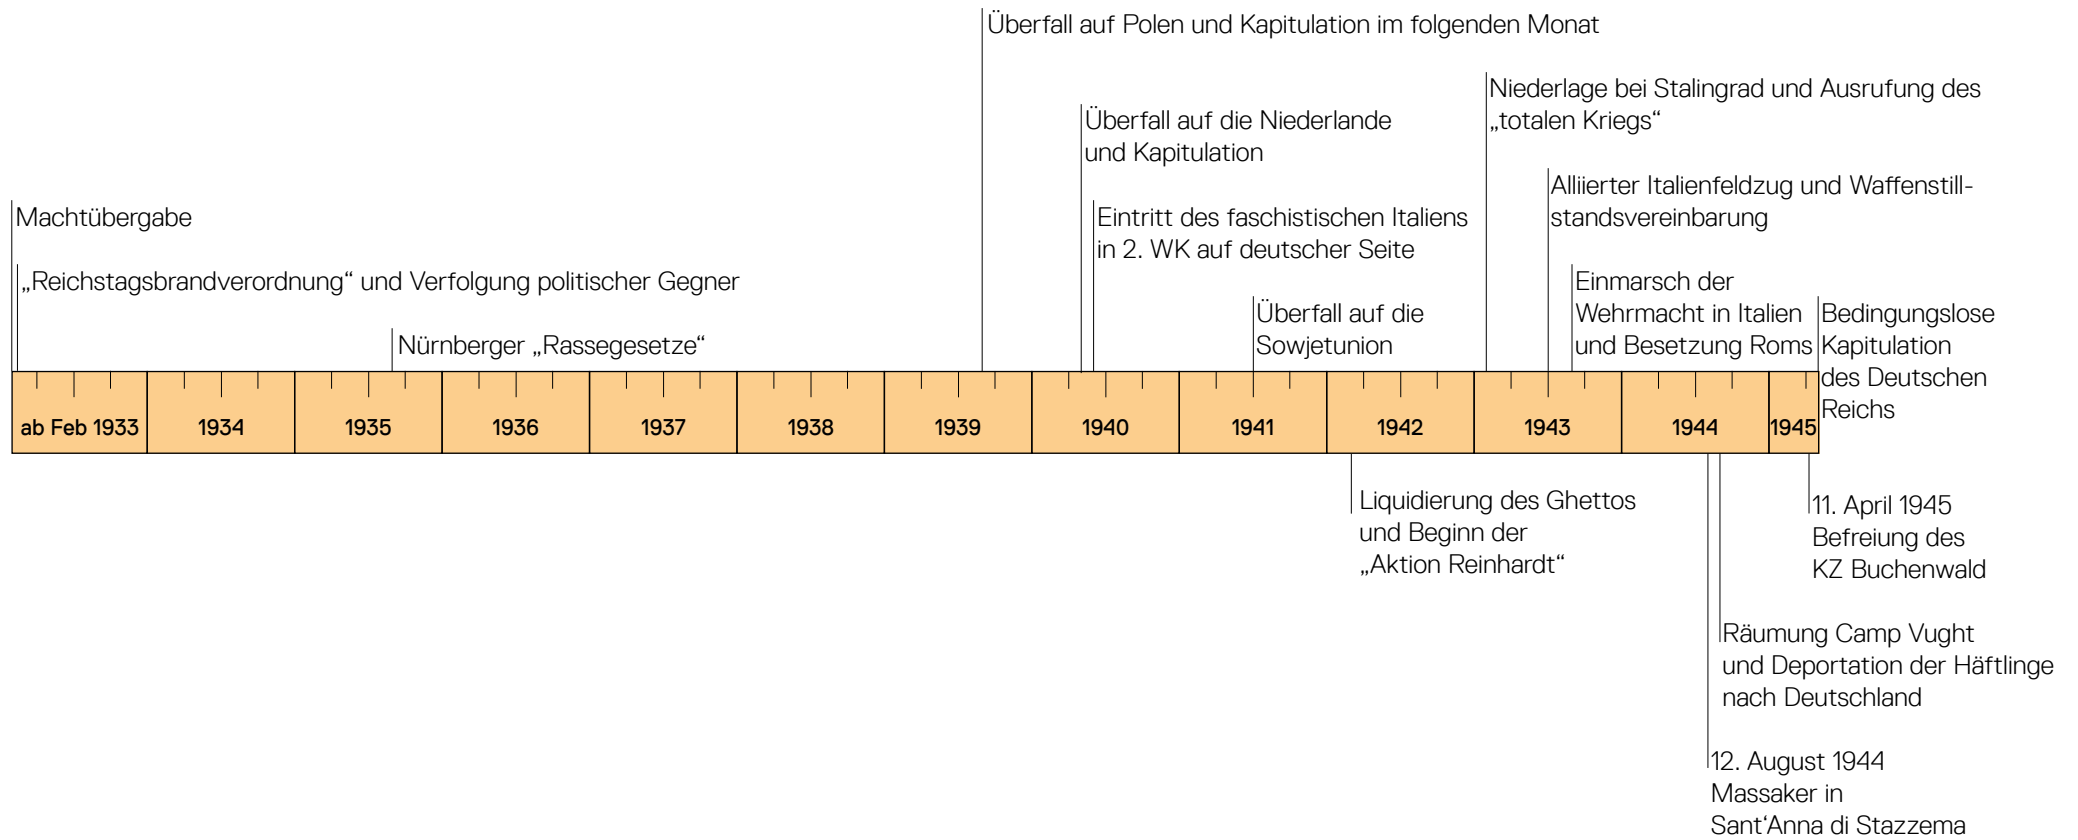 Überfall auf Polen und Kapitulation im folgenden Monat
Niederlage bei Stalingrad und Ausrufung des
„totalen Kriegs“
Überfall auf die Niederlande
und Kapitulation
Alliierter Italienfeldzug und Waffenstill-
standsvereinbarung
Machtübergabe
Eintritt des faschistischen Italiens
in 2. WK auf deutscher Seite
„Reichstagsbrandverordnung“ und Verfolgung politischer Gegner
Einmarsch der
Wehrmacht in Italien
und Besetzung Roms
Überfall auf die
Sowjetunion
Bedingungslose
Kapitulation
des Deutschen
Reichs
Nürnberger „Rassegesetze“
ab Feb 1933
1934
1935
1936
1937
1938
1939
1940
1941
1942
1943
1944
1945
Liquidierung des Ghettos
und Beginn der
„Aktion Reinhardt“
11. April 1945
Befreiung des
KZ Buchenwald
Räumung Camp Vught
und Deportation der Häftlinge
nach Deutschland
12. August 1944
Massaker in
Sant‘Anna di Stazzema